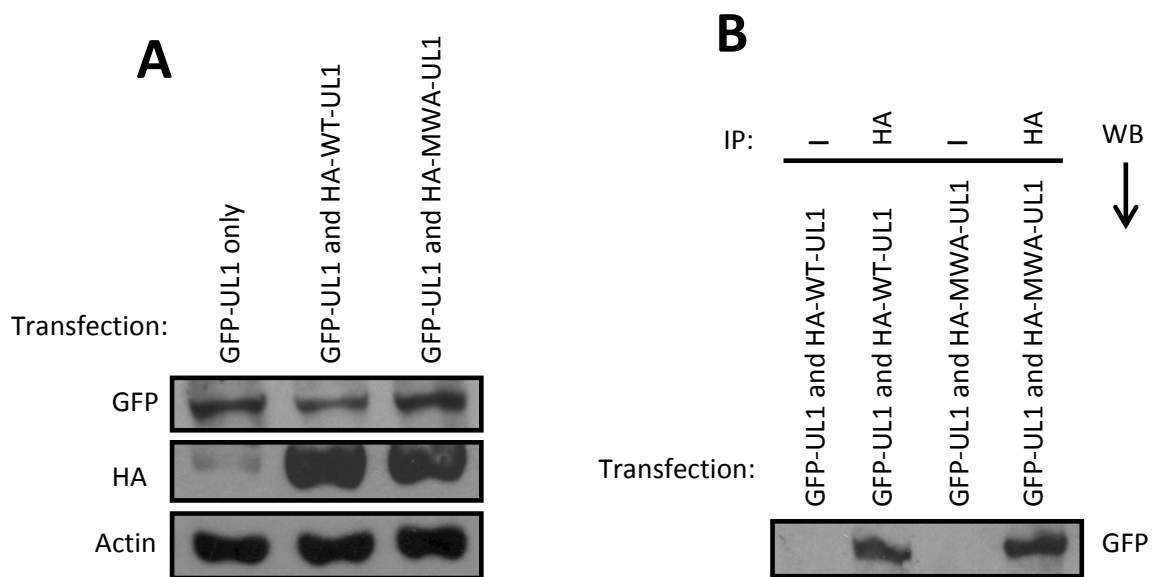 A
Transfection:
GFP-UL1 only
GFP-UL1 and HA-WT-UL1
GFP-UL1 and HA-MWA-UL1
GFP
HA
Actin
B
IP:
–
HA
–
HA
WB
Transfection:
GFP-UL1 and HA-WT-UL1
GFP-UL1 and HA-WT-UL1
GFP-UL1 and HA-MWA-UL1
GFP-UL1 and HA-MWA-UL1
GFP